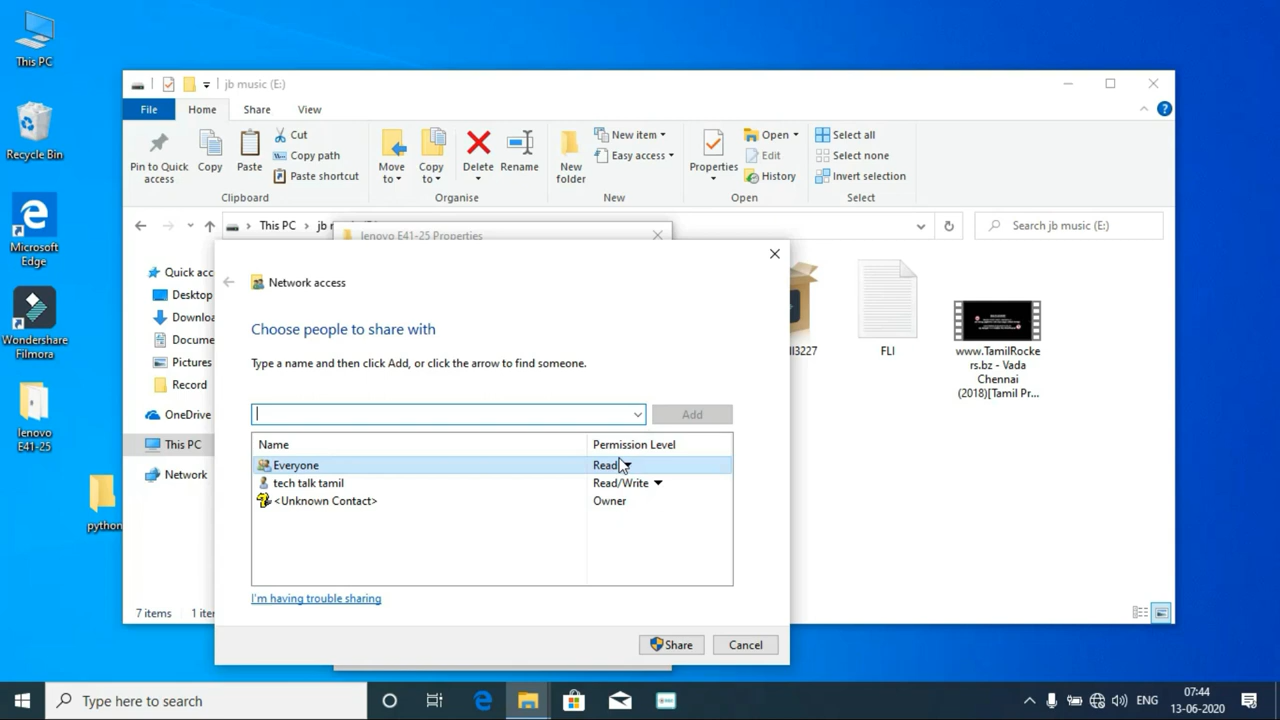 This PC
Recycle Bin
Microsoft
Edge
Wondershare
Filmora
lenovo
E41-25
python
jb music (E:)
File
Home
Share
View
Pin to Quick
access
Copy
Paste
Cut
Copy path
Paste shortcut
Clipboard
Move
to
Copy
to
Delete
Rename
Organise
New
folder
New item
Easy access
New
Properties
Open
Edit
History
Open
Select all
Select none
Invert selection
Select
This PC
Search jb music (E:)
Quick acc
Desktop
Downloa
Docume
Pictures
Record
OneDrive
This PC
Network
7 items
lenovo E41-25 Properties
FLI
www.TamilRocke
rs.bz - Vada
Chennai
(2018)[Tamil Pr...
Network access
Choose people to share with
Type a name and then click Add, or click the arrow to find someone.
Add
Name
Permission Level
Everyone
Read
tech talk tamil
Read/Write
<Unknown Contact>
Owner
I'm having trouble sharing
Share
Cancel
Type here to search
ENG
07:44
13-06-2020